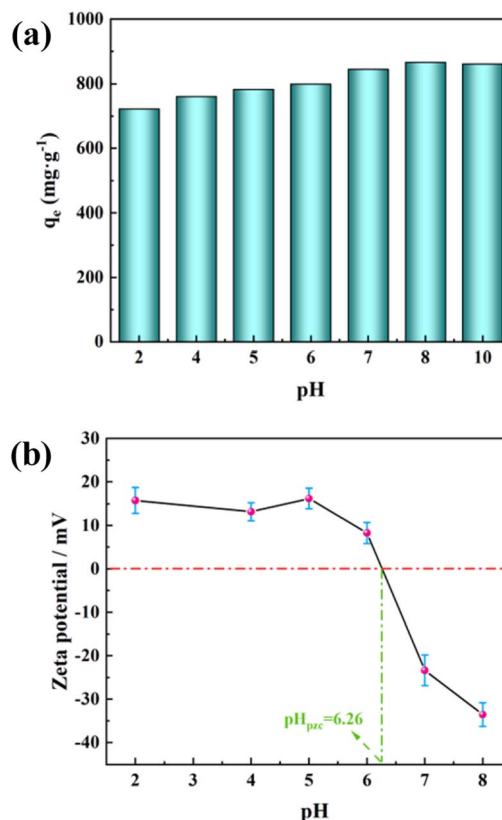 (a)
1000
800
600
400
200
0
qe (mg·g-1)
2 4 5 6 7 8 10
pH
(b)
30
20
10
0
-10
-20
-30
-40
Zeta potential / mV
pHpzc=6.26
2 3 4 5 6 7 8
pH